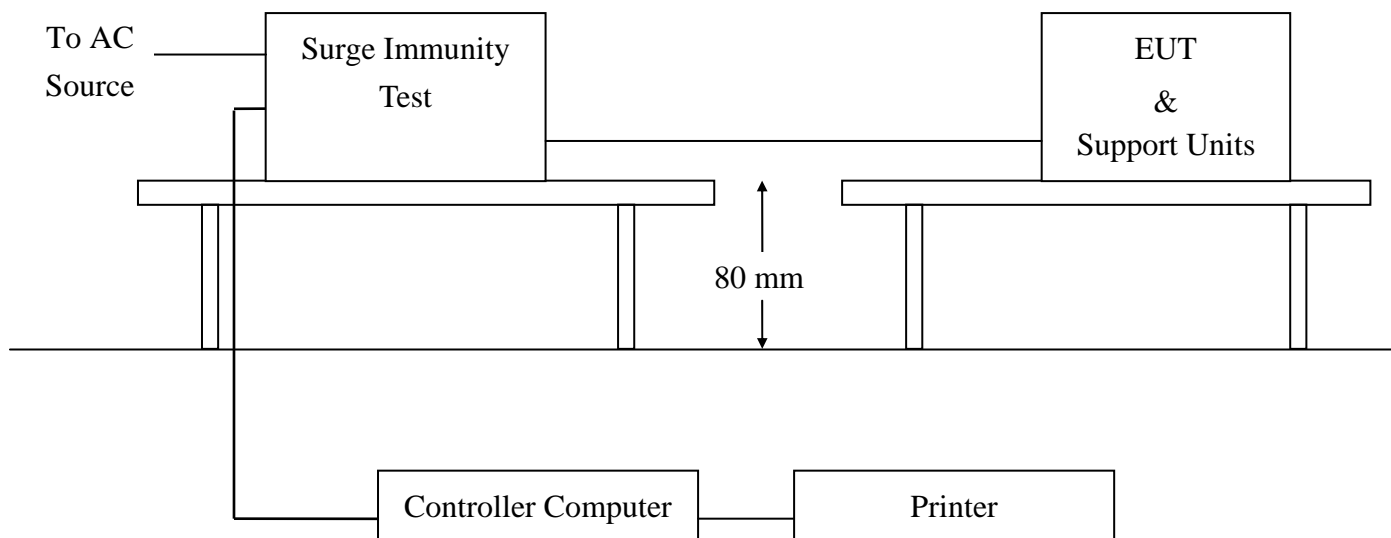 To AC
Source
Surge Immunity
Test
EUT
&
Support Units
80 mm
Controller Computer
Printer